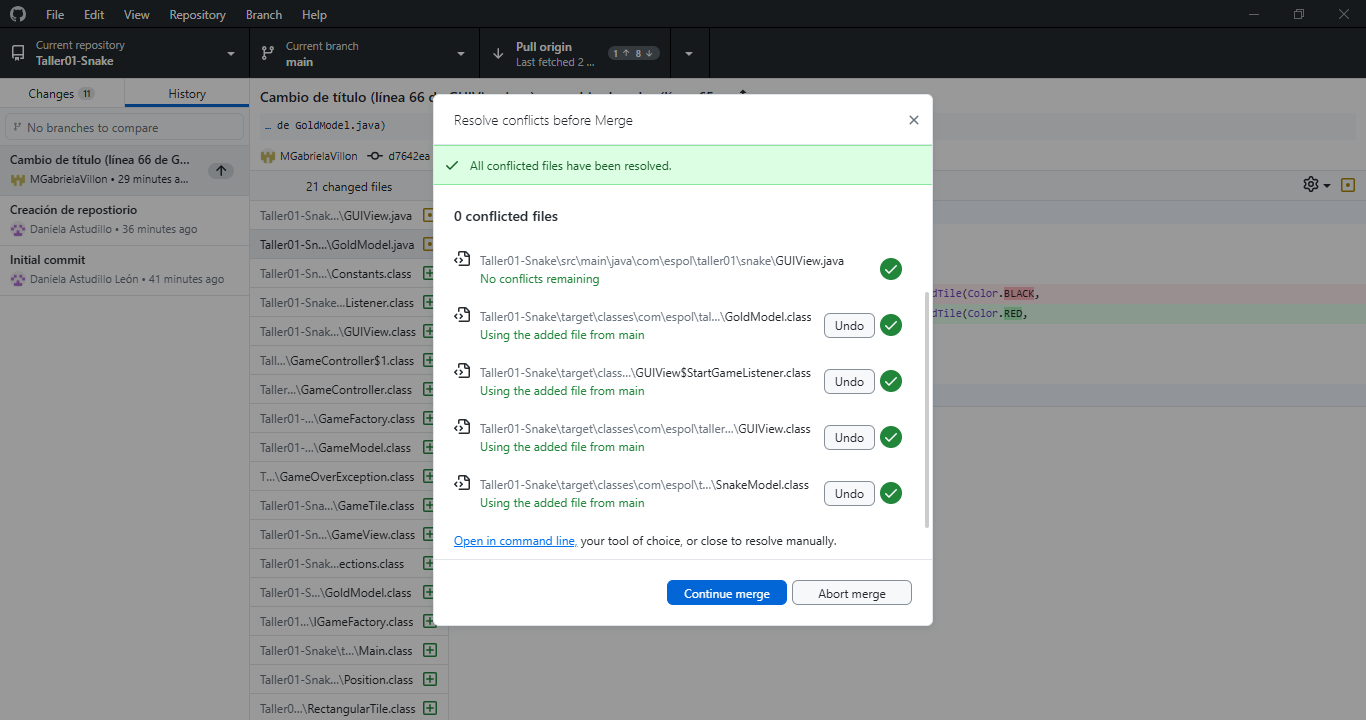 File Edit View Repository Branch Help
Current repository
Taller01-Snake
Current branch
main
Pull origin
Last fetched 2 ...
1 ↑ 8 ↓
Changes 11
History
No branches to compare
Cambio de título (línea 66 de G...
MGabrielaVillon • 29 minutes a...
Creación de repostiorio
Daniela Astudillo • 36 minutes ago
Initial commit
Daniela Astudillo León • 41 minutes ago
Cambio de título (línea 66 d
… de GoldModel.java)
MGabrielaVillon d7642ea
21 changed files
Taller01-Snak...\GUIView.java
Taller01-Sn...\GoldModel.java
Taller01-Sn...\Constants.class
Taller01-Snake...Listener.class
Taller01-Snak...\GUIView.class
Tall...\GameController$1.class
Taller...\GameController.class
Taller01-...\GameFactory.class
Taller01-...\GameModel.class
T...\GameOverException.class
Taller01-Sna...\GameTile.class
Taller01-Sn...\GameView.class
Taller01-Snak...ections.class
Taller01-S...\GoldModel.class
Taller01...\IGameFactory.class
Taller01-Snake\t...\Main.class
Taller01-Snak...\Position.class
Taller0...\RectangularTile.class
dTile(Color.BLACK,
dTile(Color.RED,
Resolve conflicts before Merge
All conflicted files have been resolved.
0 conflicted files
Taller01-Snake\src\main\java\com\espol\taller01\snake\GUIView.java
No conflicts remaining
Taller01-Snake\target\classes\com\espol\tal...\GoldModel.class
Using the added file from main
Undo
Taller01-Snake\target\class...\GUIView$StartGameListener.class
Using the added file from main
Undo
Taller01-Snake\target\classes\com\espol\taller...\GUIView.class
Using the added file from main
Undo
Taller01-Snake\target\classes\com\espol\t...\SnakeModel.class
Using the added file from main
Undo
Open in command line, your tool of choice, or close to resolve manually.
Continue merge
Abort merge